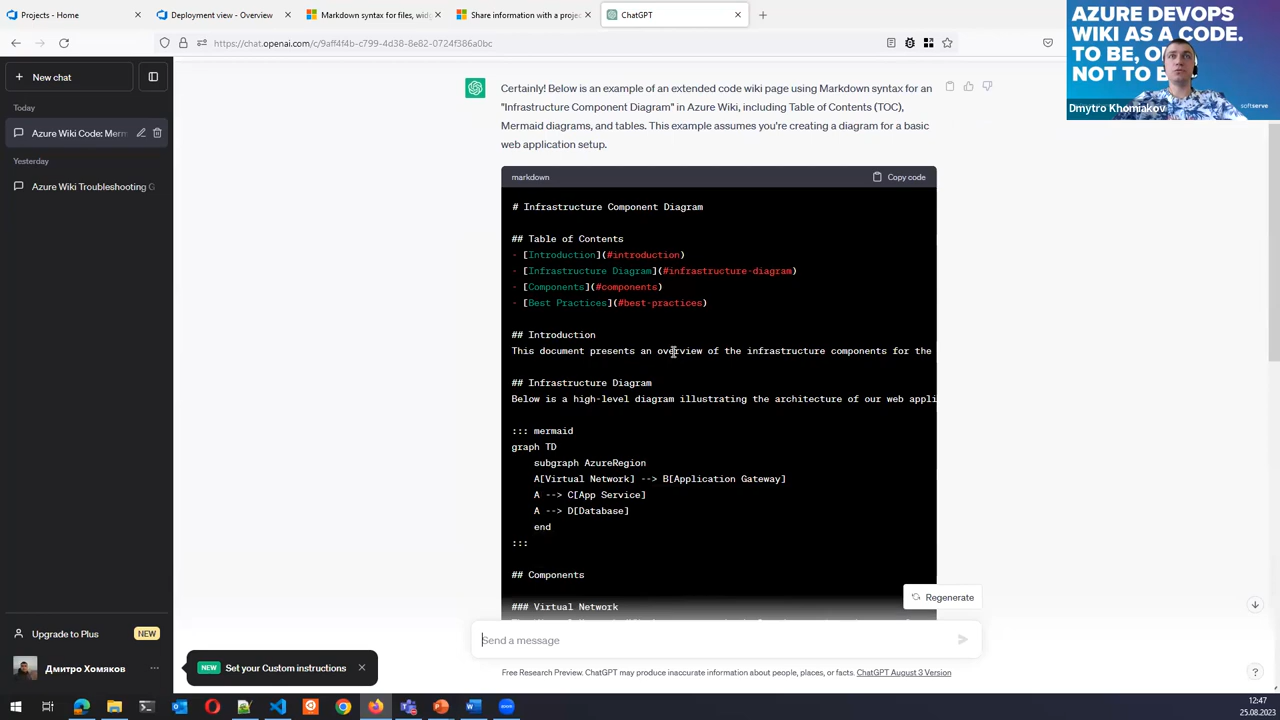 Projects - Home
Deployment view - Overview
Markdown syntax for files, widg
Share information with a proje
ChatGPT
https://chat.openai.com/c/9aff4f4b-c799-4d38-8e82-0724f386a0bc
AZURE DEVOPS
WIKI AS A CODE.
TO BE, O
NOT TO E
Dmytro Khomiakov
softserve
New chat
Today
Azure Wiki Code: Merm
Yesterday
Azure Wiki Troubleshooting G
Certainly! Below is an example of an extended code wiki page using Markdown syntax for an
"Infrastructure Component Diagram" in Azure Wiki, including Table of Contents (TOC),
Mermaid diagrams, and tables. This example assumes you're creating a diagram for a basic
web application setup.
markdown
Copy code
# Infrastructure Component Diagram
## Table of Contents
- [Introduction](#introduction)
- [Infrastructure Diagram](#infrastructure-diagram)
- [Components](#components)
- [Best Practices](#best-practices)
## Introduction
This document presents an overview of the infrastructure components for the
## Infrastructure Diagram
Below is a high-level diagram illustrating the architecture of our web appli
::: mermaid
graph TD
subgraph AzureRegion
A[Virtual Network] --> B[Application Gateway]
A --> C[App Service]
A --> D[Database]
end
:::
## Components
### Virtual Network
Regenerate
Send a message
Free Research Preview. ChatGPT may produce inaccurate information about people, places, or facts. ChatGPT August 3 Version
Upgrade to Plus
NEW
Дмитро Хомяков
NEW Set your Custom instructions
?
12:47
25.08.2023